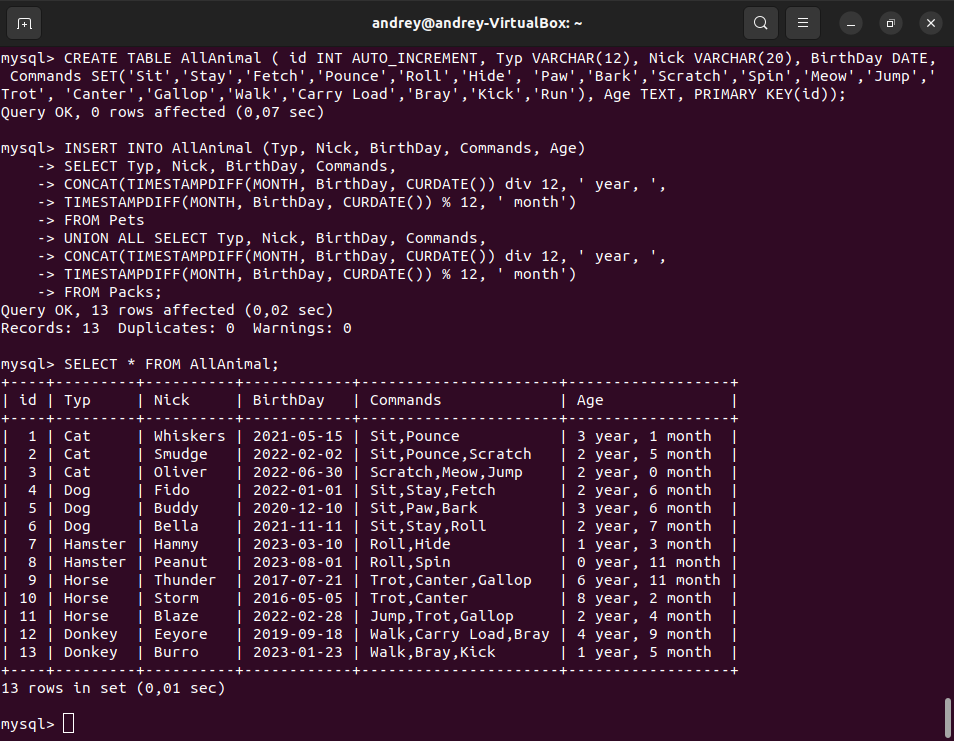 andrey@andrey-VirtualBox: ~
mysql> CREATE TABLE AllAnimal ( id INT AUTO_INCREMENT, Typ VARCHAR(12), Nick VARCHAR(20), BirthDay DATE,
 Commands SET('Sit','Stay','Fetch','Pounce','Roll','Hide', 'Paw','Bark','Scratch','Spin','Meow','Jump','
Trot', 'Canter','Gallop','Walk','Carry Load','Bray','Kick','Run'), Age TEXT, PRIMARY KEY(id));
Query OK, 0 rows affected (0,07 sec)

mysql> INSERT INTO AllAnimal (Typ, Nick, BirthDay, Commands, Age)
    -> SELECT Typ, Nick, BirthDay, Commands,
    -> CONCAT(TIMESTAMPDIFF(MONTH, BirthDay, CURDATE()) div 12, ' year, ',
    -> TIMESTAMPDIFF(MONTH, BirthDay, CURDATE()) % 12, ' month')
    -> FROM Pets
    -> UNION ALL SELECT Typ, Nick, BirthDay, Commands,
    -> CONCAT(TIMESTAMPDIFF(MONTH, BirthDay, CURDATE()) div 12, ' year, ',
    -> TIMESTAMPDIFF(MONTH, BirthDay, CURDATE()) % 12, ' month')
    -> FROM Packs;
Query OK, 13 rows affected (0,02 sec)
Records: 13  Duplicates: 0  Warnings: 0

mysql> SELECT * FROM AllAnimal;
+----+---------+----------+------------+----------------------+------------------+
| id | Typ     | Nick     | BirthDay   | Commands             | Age              |
+----+---------+----------+------------+----------------------+------------------+
|  1 | Cat     | Whiskers | 2021-05-15 | Sit,Pounce           | 3 year, 1 month  |
|  2 | Cat     | Smudge   | 2022-02-02 | Sit,Pounce,Scratch   | 2 year, 5 month  |
|  3 | Cat     | Oliver   | 2022-06-30 | Scratch,Meow,Jump    | 2 year, 0 month  |
|  4 | Dog     | Fido     | 2022-01-01 | Sit,Stay,Fetch       | 2 year, 6 month  |
|  5 | Dog     | Buddy    | 2020-12-10 | Sit,Paw,Bark         | 3 year, 6 month  |
|  6 | Dog     | Bella    | 2021-11-11 | Sit,Stay,Roll        | 2 year, 7 month  |
|  7 | Hamster | Hammy    | 2023-03-10 | Roll,Hide            | 1 year, 3 month  |
|  8 | Hamster | Peanut   | 2023-08-01 | Roll,Spin            | 0 year, 11 month |
|  9 | Horse   | Thunder  | 2017-07-21 | Trot,Canter,Gallop   | 6 year, 11 month |
| 10 | Horse   | Storm    | 2016-05-05 | Trot,Canter          | 8 year, 2 month  |
| 11 | Horse   | Blaze    | 2022-02-28 | Jump,Trot,Gallop     | 2 year, 4 month  |
| 12 | Donkey  | Eeyore   | 2019-09-18 | Walk,Carry Load,Bray | 4 year, 9 month  |
| 13 | Donkey  | Burro    | 2023-01-23 | Walk,Bray,Kick       | 1 year, 5 month  |
+----+---------+----------+------------+----------------------+------------------+
13 rows in set (0,01 sec)

mysql>